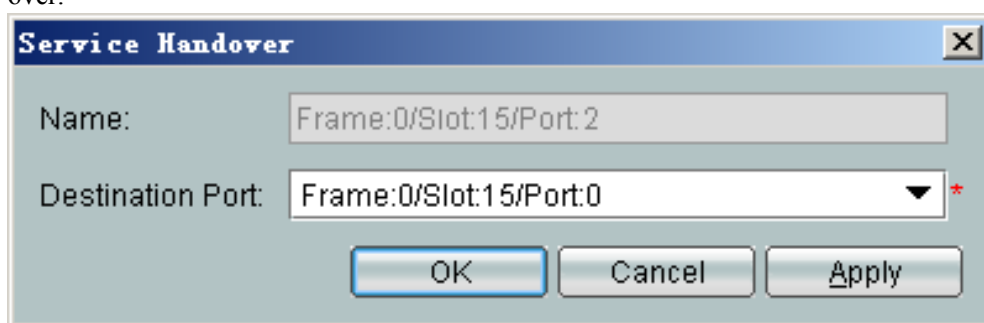 over.
Service Handover
Name: Frame:0/Slot:15/Port:2
Destination Port: Frame:0/Slot:15/Port:0 *
OK Cancel Apply